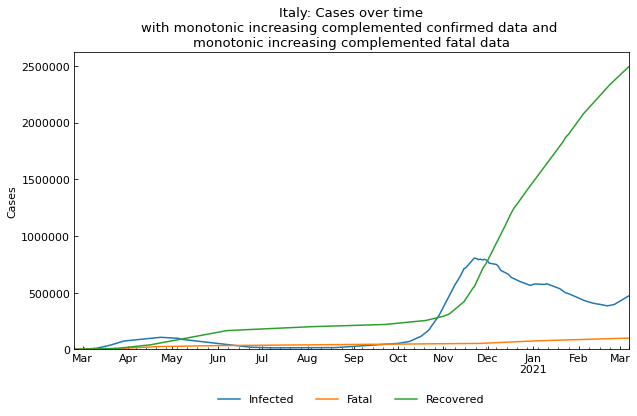 Italy: Cases over time
with monotonic increasing complemented confirmed data and
monotonic increasing complemented fatal data
2500000
2000000
1500000
1000000
500000
0
Cases
Mar Apr May Jun Jul Aug Sep Oct Nov Dec Jan Feb Mar
2021
Infected Fatal Recovered